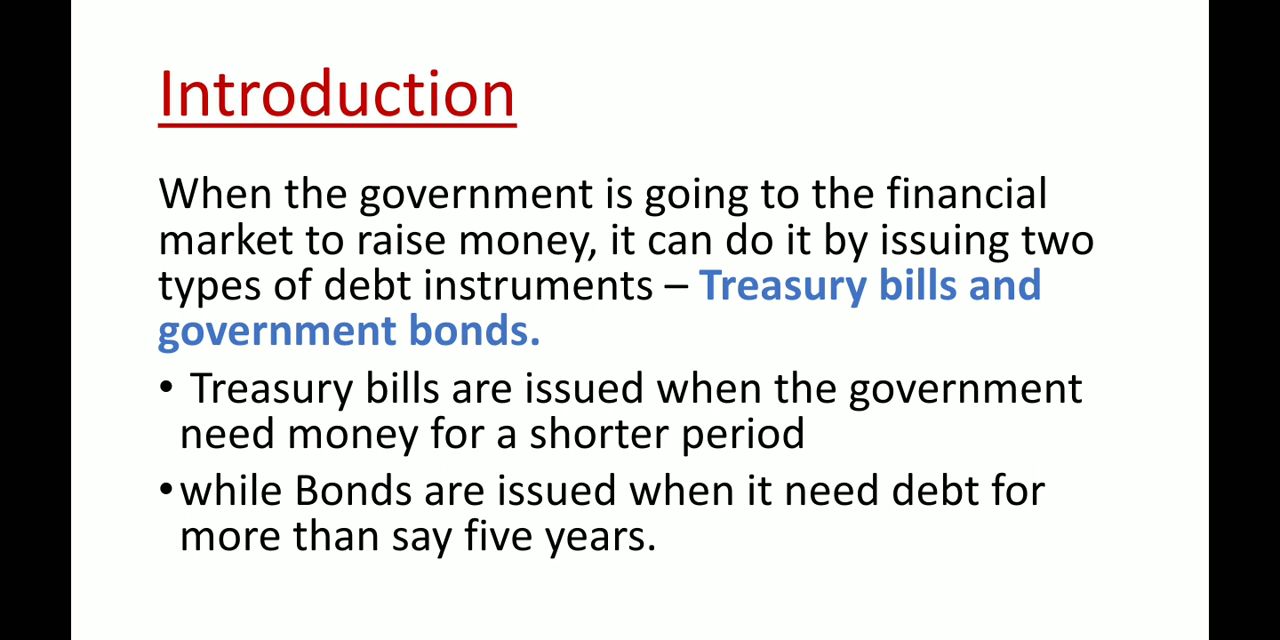 Introduction
When the government is going to the financial
market to raise money, it can do it by issuing two
types of debt instruments – Treasury bills and
government bonds.
• Treasury bills are issued when the government
need money for a shorter period
• while Bonds are issued when it need debt for
more than say five years.